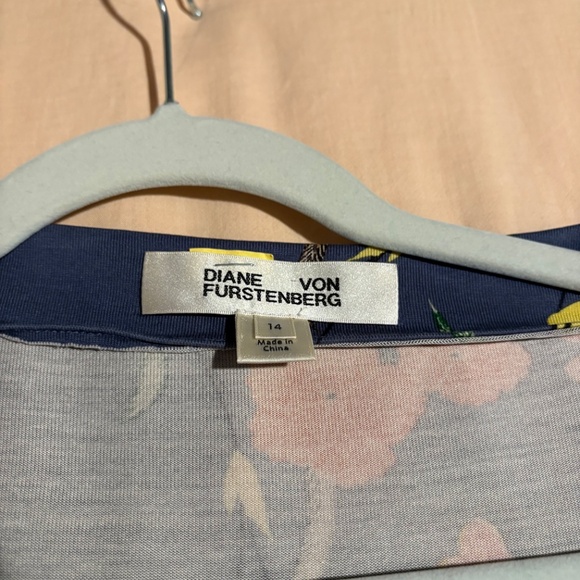 DIANE VON
FURSTENBERG
14
Made in
China